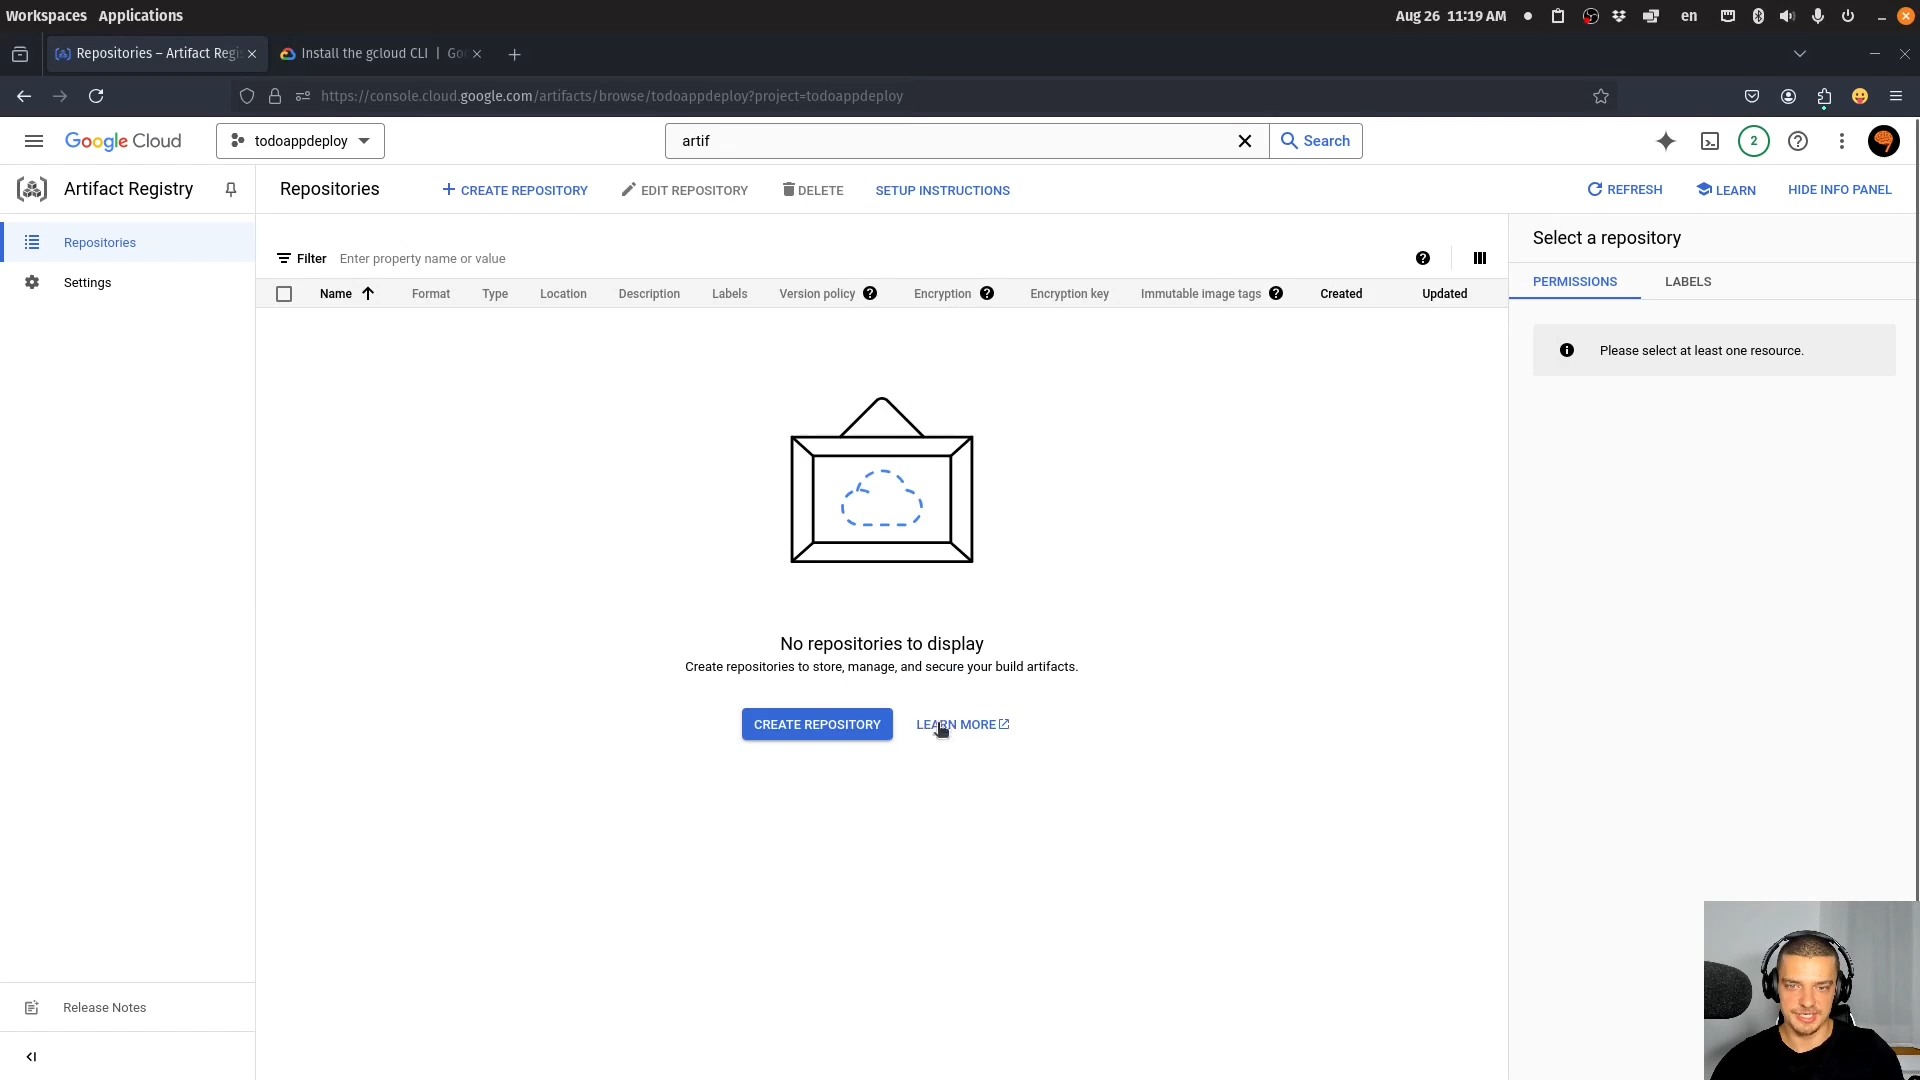 Workspaces Applications
Aug 26 11:19 AM
en
Repositories – Artifact Regis
Install the gcloud CLI | Go
https://console.cloud.google.com/artifacts/browse/todoappdeploy?project=todoappdeploy
Google Cloud
todoappdeploy
artif
Search
2
Artifact Registry
Repositories
CREATE REPOSITORY
EDIT REPOSITORY
DELETE
SETUP INSTRUCTIONS
REFRESH
LEARN
HIDE INFO PANEL
Repositories
Settings
Filter Enter property name or value
Name Format Type Location Description Labels Version policy Encryption Encryption key Immutable image tags Created Updated
Select a repository
PERMISSIONS LABELS
Please select at least one resource.
No repositories to display
Create repositories to store, manage, and secure your build artifacts.
CREATE REPOSITORY
LEARN MORE
Release Notes